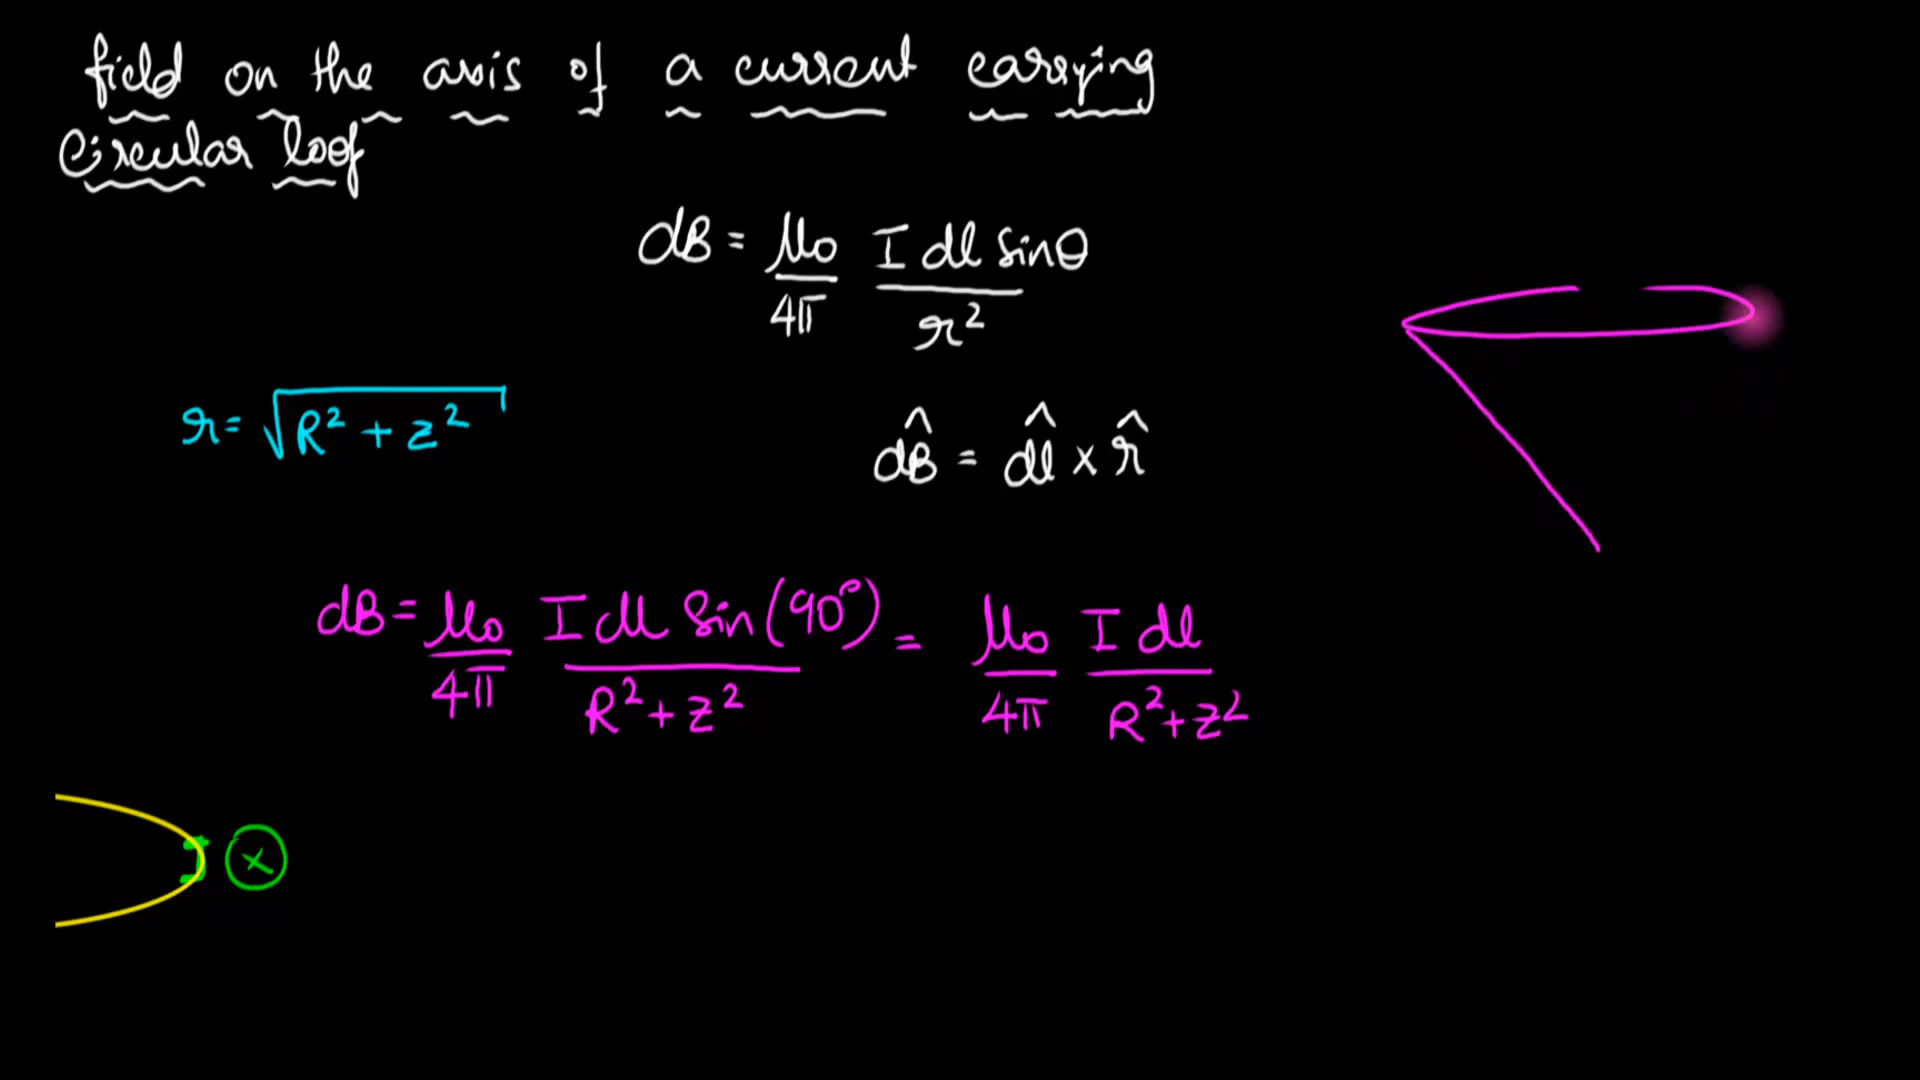 field on the axis of a current carrying
circular loop
dB = μ₀/4π I dl sinθ/r²
r = √(R² + z²)
dB̂ = dl̂ × r̂
dB = μ₀/4π I dl sin(90°)/(R² + z²) = μ₀/4π I dl/(R² + z²)
×